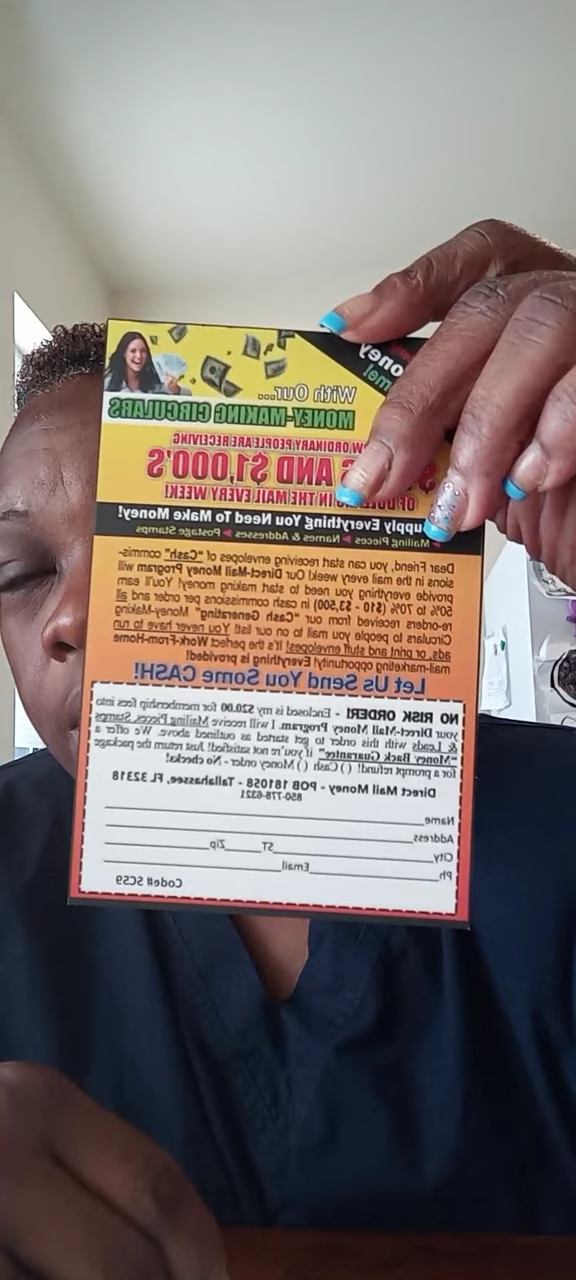 oney
me!
With Our...
MONEY-MAKING CIRCULARS
OW ORDINARY PEOPLE ARE RECEIVING
AND $1,000'S
OF DOLL IN THE MAIL EVERY WEEK!
upply Everything You Need To Make Money!
Mailing Pieces ▸ Names & Addresses ▸ Postage Stamps
Dear Friend, you can start receiving envelopes of "Cash" commis-
sions in the mail every week! Our Direct-Mail Money Program will
provide everything you need to start making money! You'll earn
50% to 70% ($10 - $3,500) in cash commissions per order and all
re-orders received from our "Cash Generating" Money-Making
Circulars to people you mail to on our list! You never have to run
ads, or print and stuff envelopes! It's the perfect Work-From-Home
mail-marketing opportunity! Everything is provided!
Let Us Send You Some CASH!
NO RISK ORDER! - Enclosed is my $20.00 for membership fees into
your Direct-Mail Money Program. I will receive Mailing Pieces, Stamps
& Leads with this order to get started as outlined above. We offer a
"Money Back Guarantee" if you're not satisfied! Just return the package
for a prompt refund! ( ) Cash ( ) Money order - No checks!
Direct Mail Money - POB 181058 - Tallahassee, FL 32318
850-778-6321
Name
Address
City ST Zip
Ph Email
Code# SC59